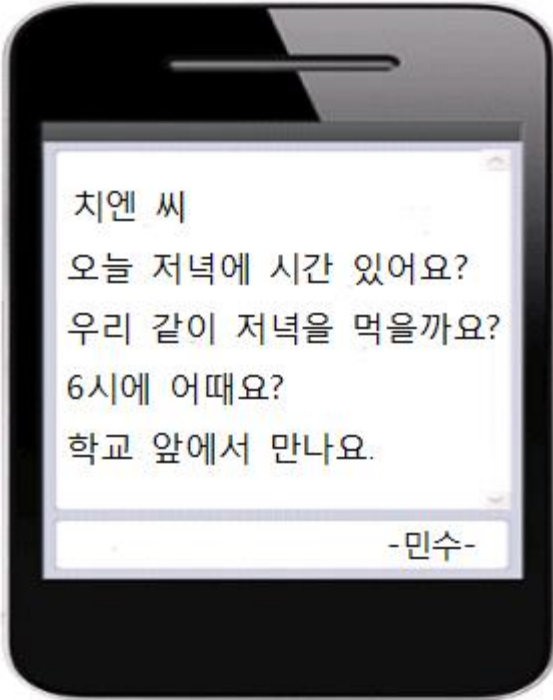 치엔 씨
오늘 저녁에 시간 있어요?
우리 같이 저녁을 먹을까요?
6시에 어때요?
학교 앞에서 만나요.
-민수-